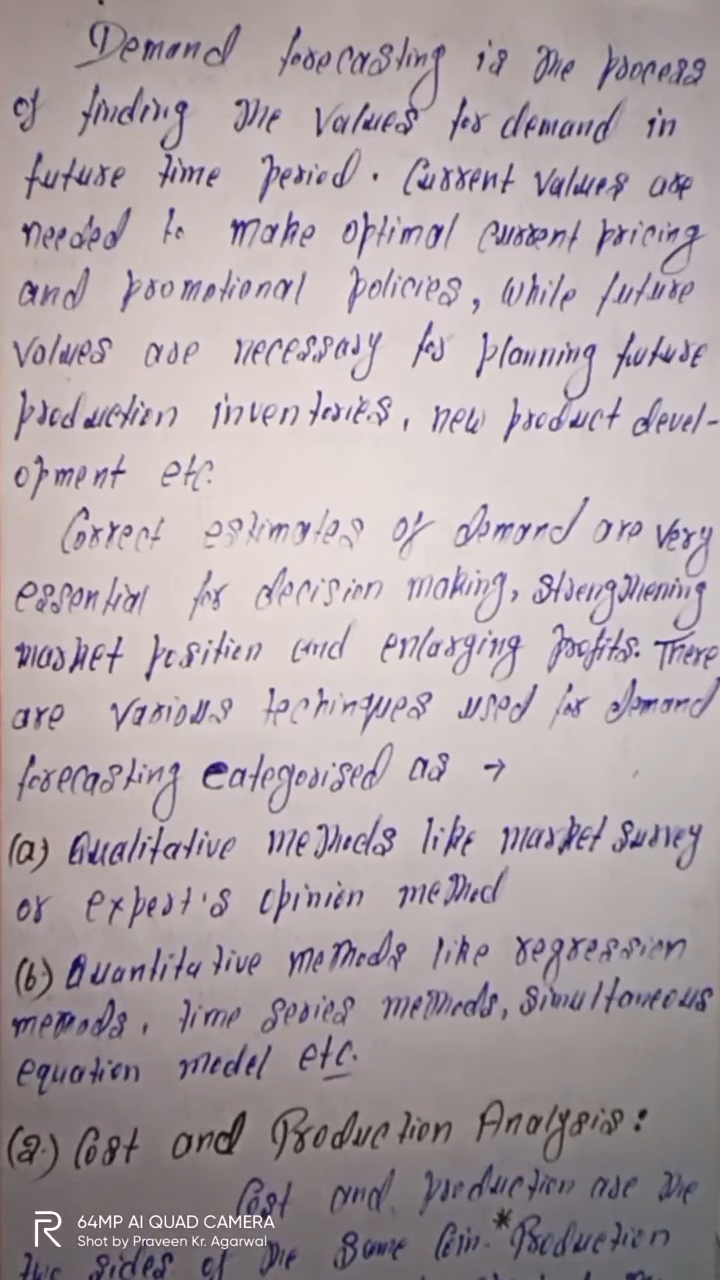 Demand forecasting is the process
of finding the values for demand in
future time period. Current values are
needed to make optimal current pricing
and promotional policies, while future
values are necessary for planning future
production inventories, new product devel-
opment etc.
Correct estimates of demand are very
essential for decision making, strengthening
market position and enlarging profits. There
are various techinques used for demand
forecasting categorised as →
(a) Qualitative methods like market survey
or expert's opinion method
(b) Quantitative methods like regression
methods, time series methods, simultaneous
equation model etc.
(2.) Cost and Production Analysis:
Cost and production are the
two sides of the same coin. *Production
R 64MP AI QUAD CAMERA
Shot by Praveen Kr. Agarwal